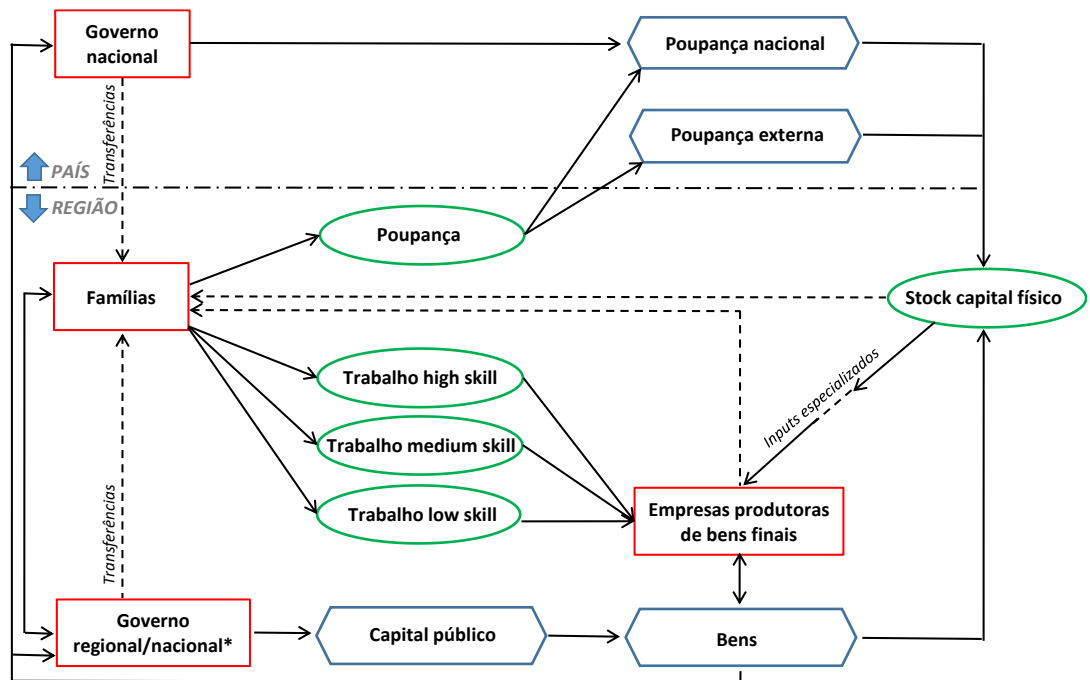 Governo
nacional
Poupança nacional
Transferências
Poupança externa
PAÍS
REGIÃO
Poupança
Famílias
Stock capital físico
Trabalho high skill
Inputs especializados
Trabalho medium skill
Trabalho low skill
Empresas produtoras
de bens finais
Transferências
Governo
regional/nacional*
Capital público
Bens